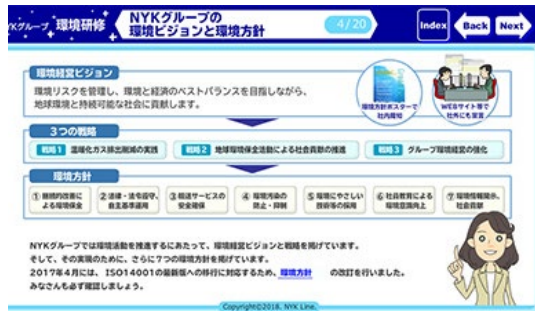 NYKグループ 環境研修
NYKグループの
環境ビジョンと環境方針
4/20
Index
Back
Next
環境経営ビジョン
環境リスクを管理し、環境と経済のベストバランスを目指しながら、
地球環境と持続可能な社会に貢献します。
環境方針ポスターで
社内周知
WEBサイト等で
社外にも宣言
3つの戦略
戦略1 温暖化ガス排出削減の実践
戦略2 地球環境保全活動による社会貢献の推進
戦略3 グループ環境経営の強化
環境方針
① 継続的改善に
よる環境保全
② 法律・法令遵守、
自主基準運用
③ 輸送サービスの
安全確保
④ 環境汚染の
防止・抑制
⑤ 環境にやさしい
技術等の採用
⑥ 社員教育による
環境意識向上
⑦ 環境情報開示、
社会貢献
NYKグループでは環境活動を推進するにあたって、環境経営ビジョンと戦略を掲げています。
そして、その実現のために、さらに7つの環境方針を掲げています。
2017年4月には、ISO14001の最新版への移行に対応するため、環境方針 の改訂を行いました。
みなさんも必ず確認しましょう。
Copyright©2018. NYK Line.